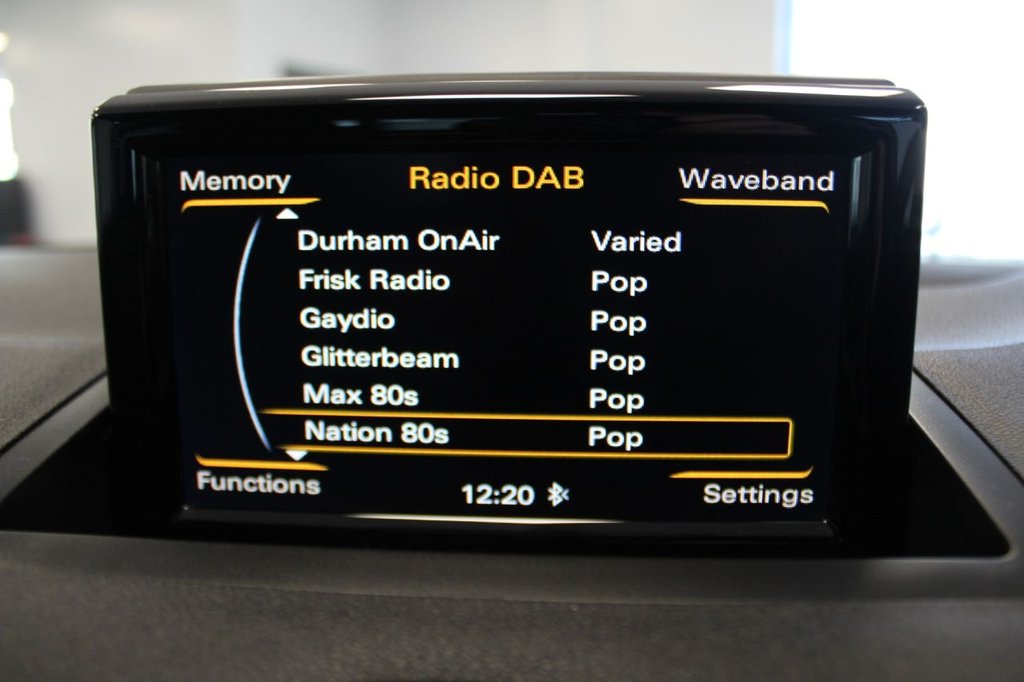 Memory Radio DAB Waveband
Durham OnAir Varied
Frisk Radio Pop
Gaydio Pop
Glitterbeam Pop
Max 80s Pop
Nation 80s Pop
Functions 12:20 Settings